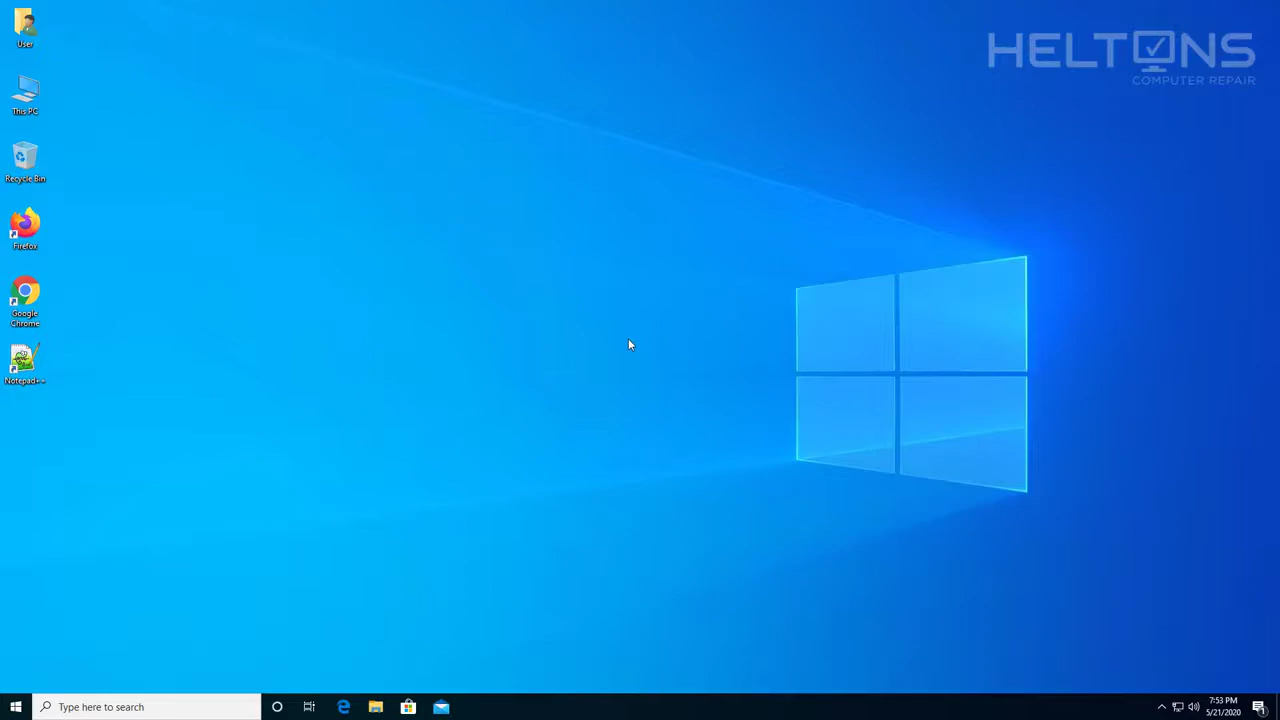 User
HELTONS
COMPUTER REPAIR
This PC
Recycle Bin
Firefox
Google
Chrome
Notepad++
Type here to search
7:53 PM
5/21/2020
1